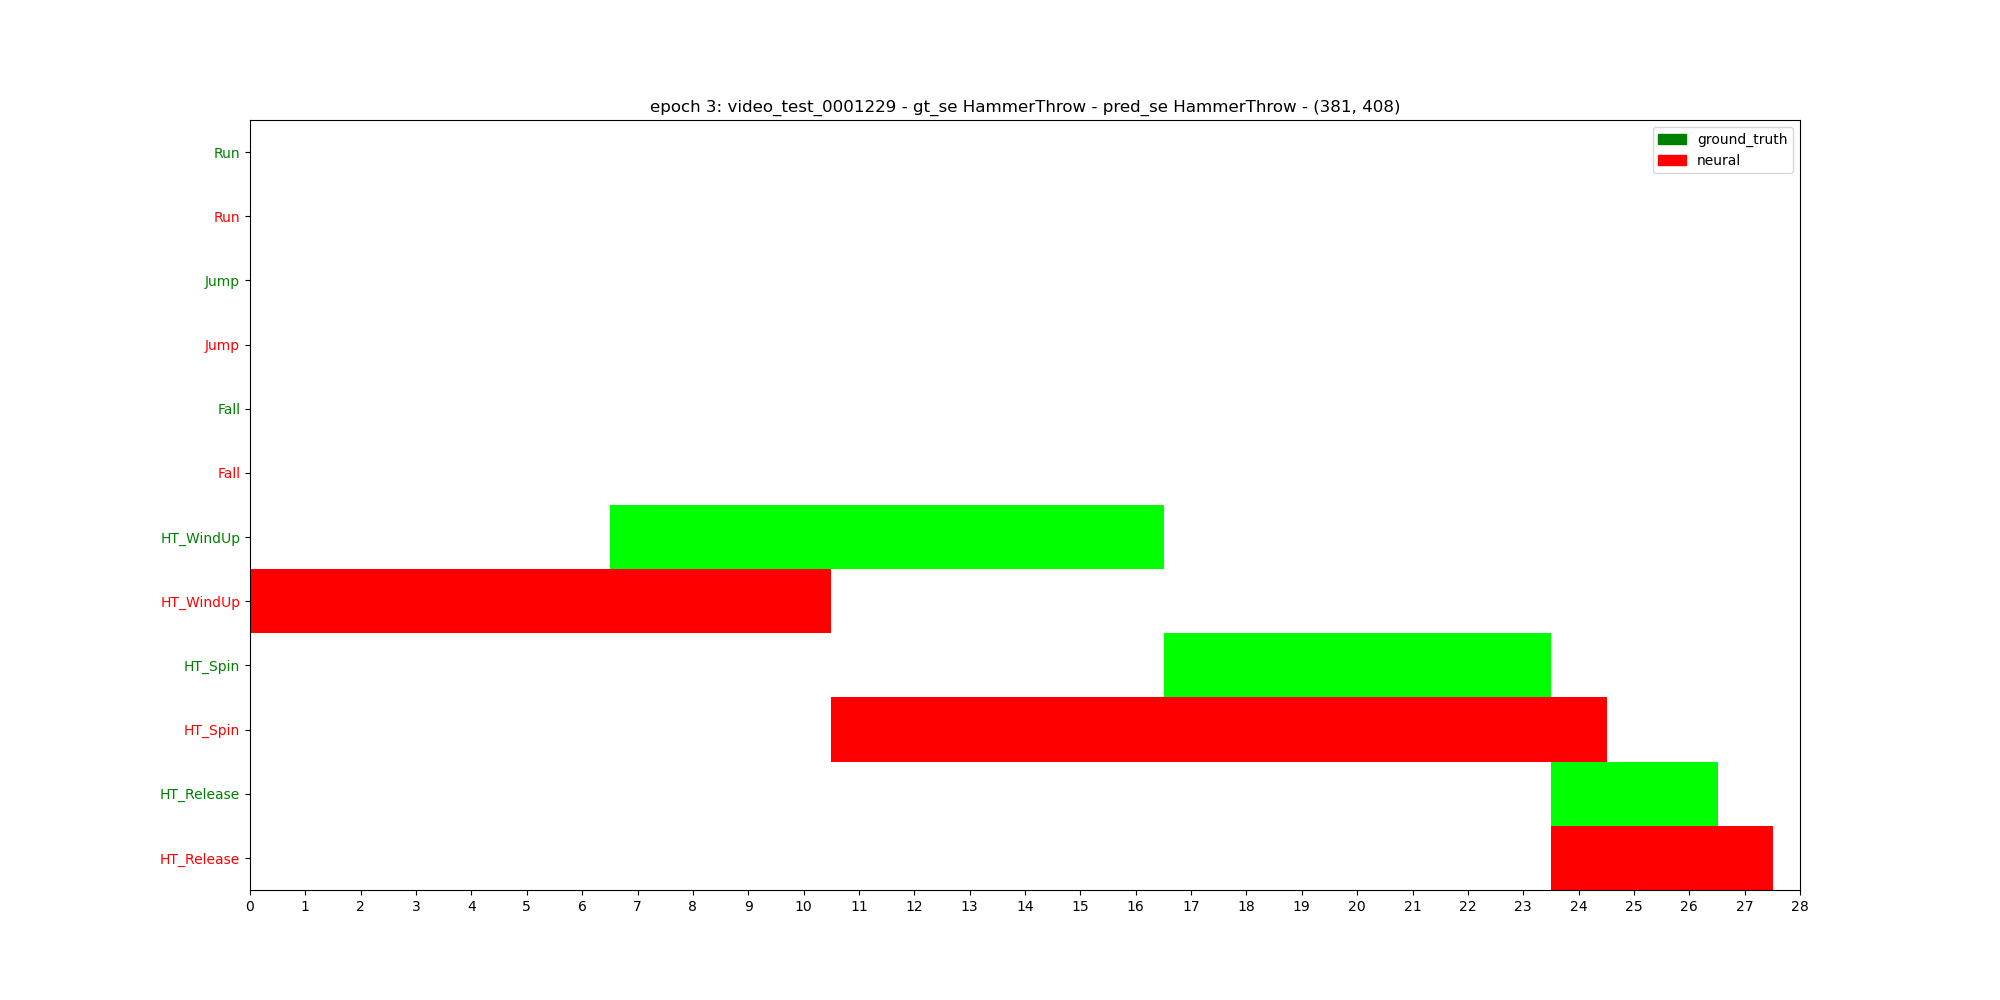 epoch 3: video_test_0001229 - gt_se HammerThrow - pred_se HammerThrow - (381, 408)
ground_truth
neural
Run
Run
Jump
Jump
Fall
Fall
HT_WindUp
HT_WindUp
HT_Spin
HT_Spin
HT_Release
HT_Release
0 1 2 3 4 5 6 7 8 9 10 11 12 13 14 15 16 17 18 19 20 21 22 23 24 25 26 27 28